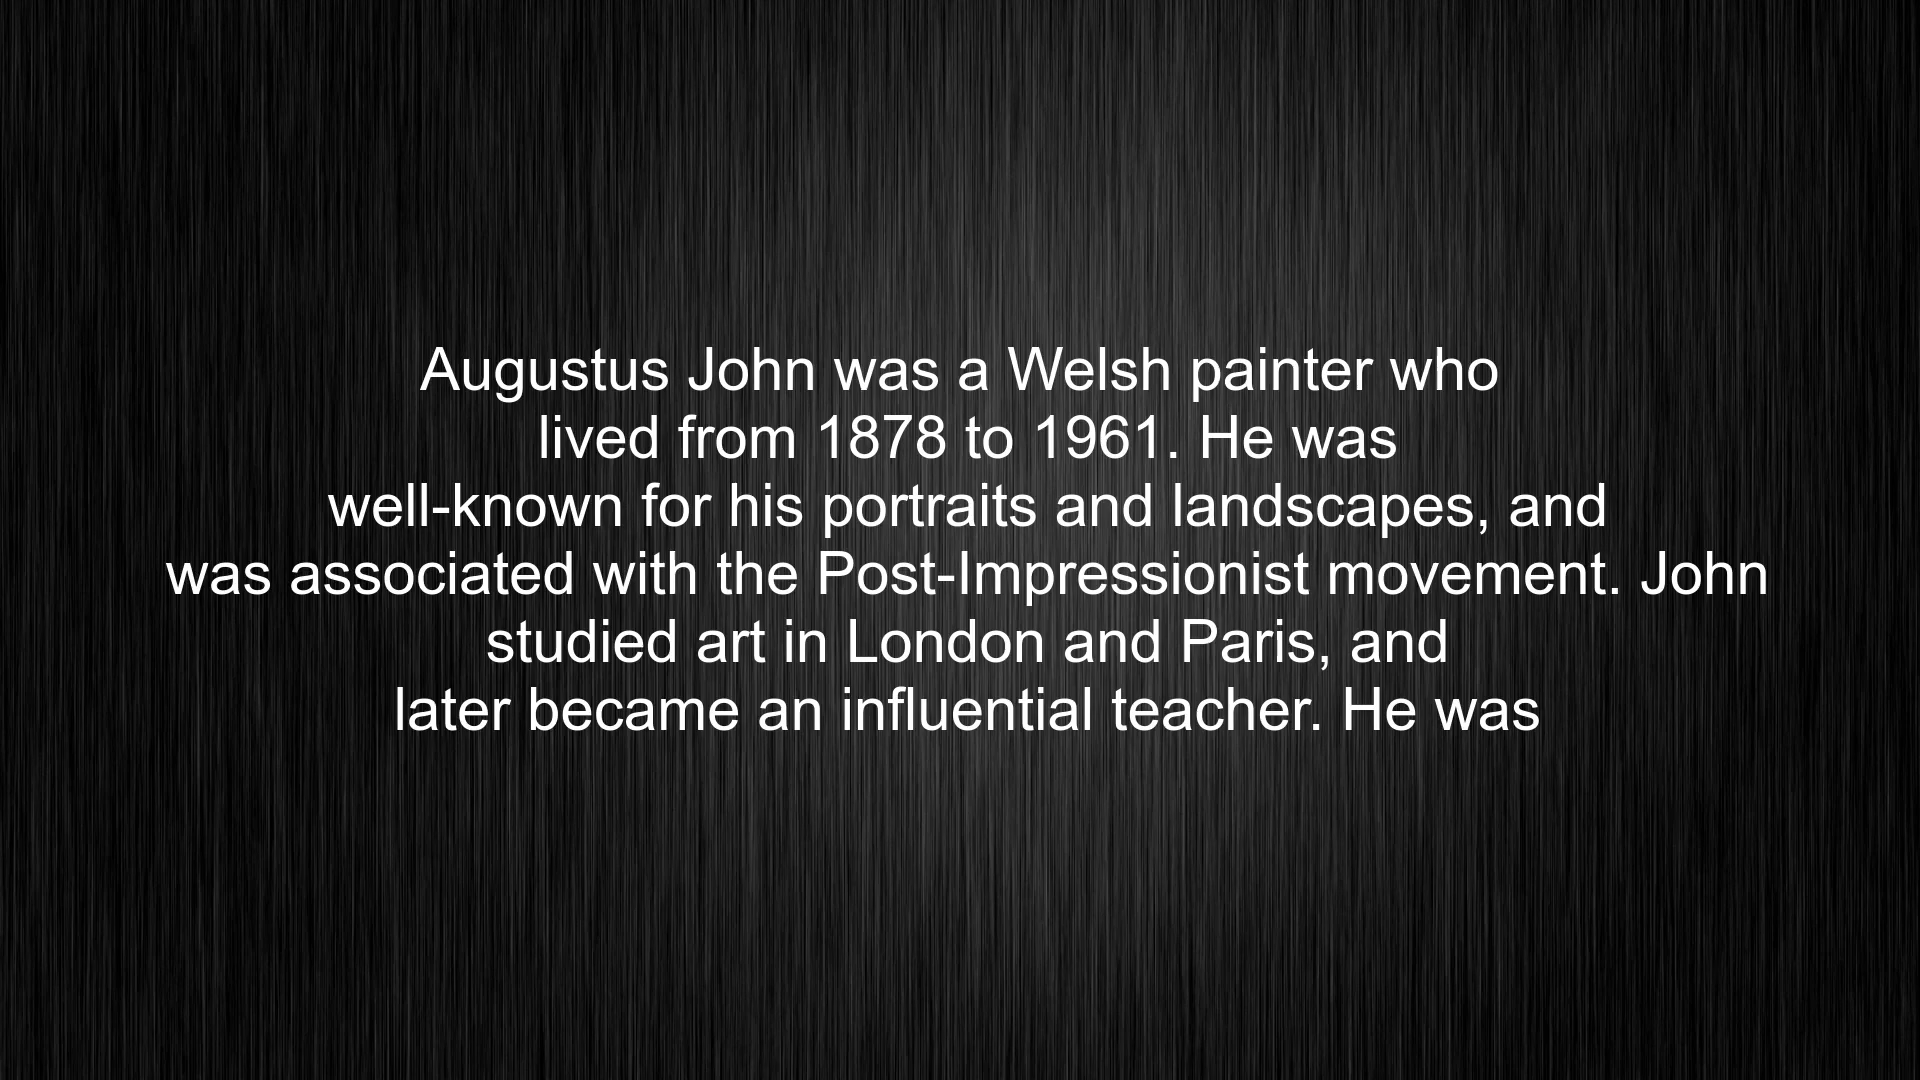 Augustus John was a Welsh painter who
lived from 1878 to 1961. He was
well-known for his portraits and landscapes, and
was associated with the Post-Impressionist movement. John
studied art in London and Paris, and
later became an influential teacher. He was